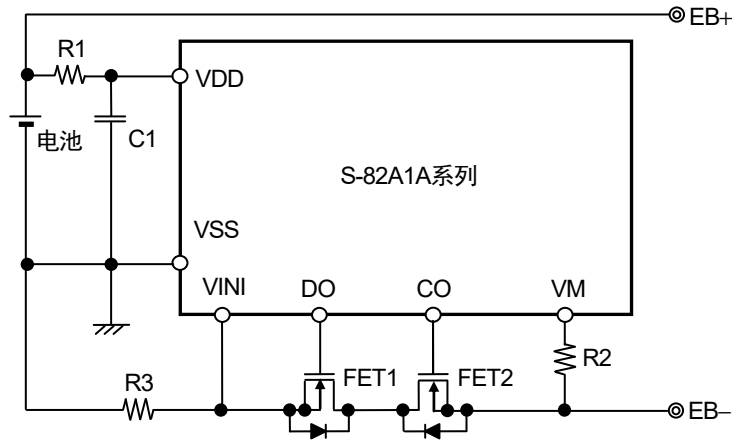 EB+
R1
VDD
电池
C1
S-82A1A系列
VSS
VINI
DO
CO
VM
R3
FET1
FET2
R2
EB−